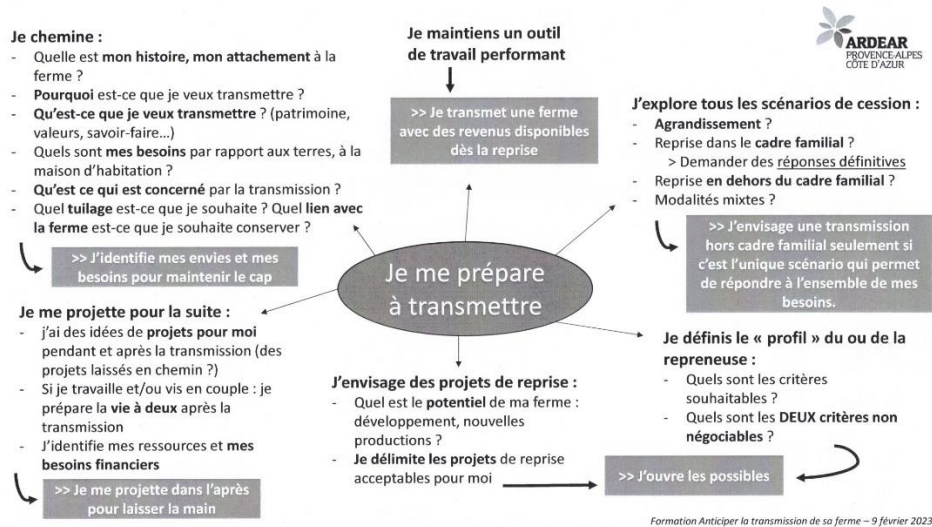 Je chemine :
- Quelle est mon histoire, mon attachement à la
ferme ?
- Pourquoi est-ce que je veux transmettre ?
- Qu'est-ce que je veux transmettre ? (patrimoine,
valeurs, savoir-faire...)
- Quels sont mes besoins par rapport aux terres, à la
maison d'habitation ?
- Qu'est ce qui est concerné par la transmission ?
- Quel tuilage est-ce que je souhaite ? Quel lien avec
la ferme est-ce que je souhaite conserver ?
>> J'identifie mes envies et mes
besoins pour maintenir le cap
Je maintiens un outil
de travail performant
>> Je transmet une ferme
avec des revenus disponibles
dès la reprise
ARDEAR
PROVENCE-ALPES
CÔTE D'AZUR
J'explore tous les scénarios de cession :
- Agrandissement ?
- Reprise dans le cadre familial ?
> Demander des réponses définitives
- Reprise en dehors du cadre familial ?
- Modalités mixtes ?
>> J'envisage une transmission
hors cadre familial seulement si
c'est l'unique scénario qui permet
de répondre à l'ensemble de mes
besoins.
Je me prépare
à transmettre
Je me projette pour la suite :
- j'ai des idées de projets pour moi
pendant et après la transmission (des
projets laissés en chemin ?)
- Si je travaille et/ou vis en couple : je
prépare la vie à deux après la
transmission
- J'identifie mes ressources et mes
besoins financiers
>> Je me projette dans l'après
pour laisser la main
J'envisage des projets de reprise :
- Quel est le potentiel de ma ferme :
développement, nouvelles
productions ?
- Je délimite les projets de reprise
acceptables pour moi
Je définis le « profil » du ou de la
repreneuse :
- Quels sont les critères
souhaitables ?
- Quels sont les DEUX critères non
négociables ?
>> J'ouvre les possibles
Formation Anticiper la transmission de sa ferme – 9 février 2023